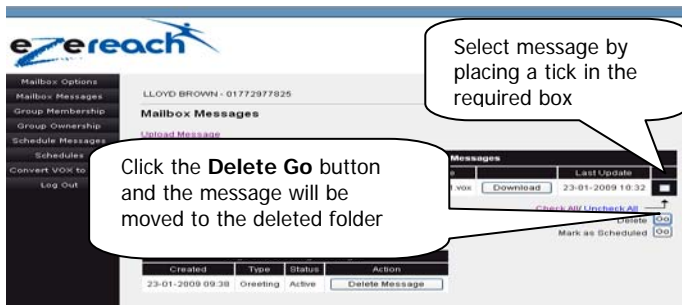 ezereach
Select message by
placing a tick in the
required box
Mailbox Options
Mailbox Messages
Group Membership
Group Ownership
Schedule Messages
Schedules
Convert VOX to
Log Out
LLOYD BROWN - 01772977825
Mailbox Messages
Upload Message
Messages
Last Update
.vox Download 23-01-2009 10:32
Click the Delete Go button
and the message will be
moved to the deleted folder
Check All/ Uncheck All
Delete Go
Mark as Scheduled Go
Created Type Status Action
23-01-2009 09:38 Greeting Active Delete Message